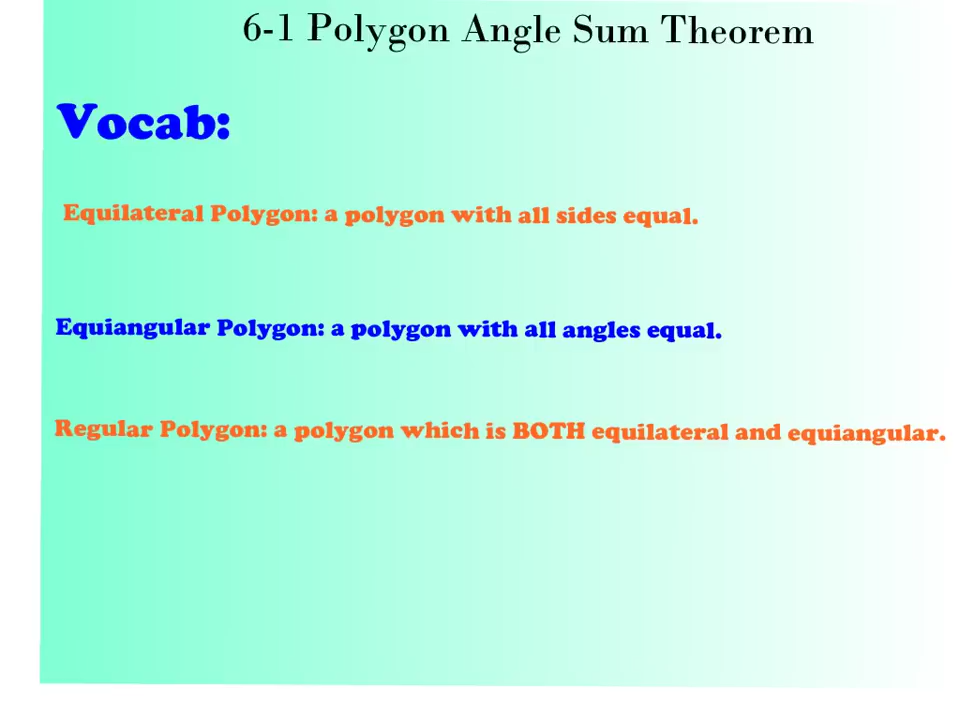 6-1 Polygon Angle Sum Theorem
Vocab:
Equilateral Polygon: a polygon with all sides equal.
Equiangular Polygon: a polygon with all angles equal.
Regular Polygon: a polygon which is BOTH equilateral and equiangular.